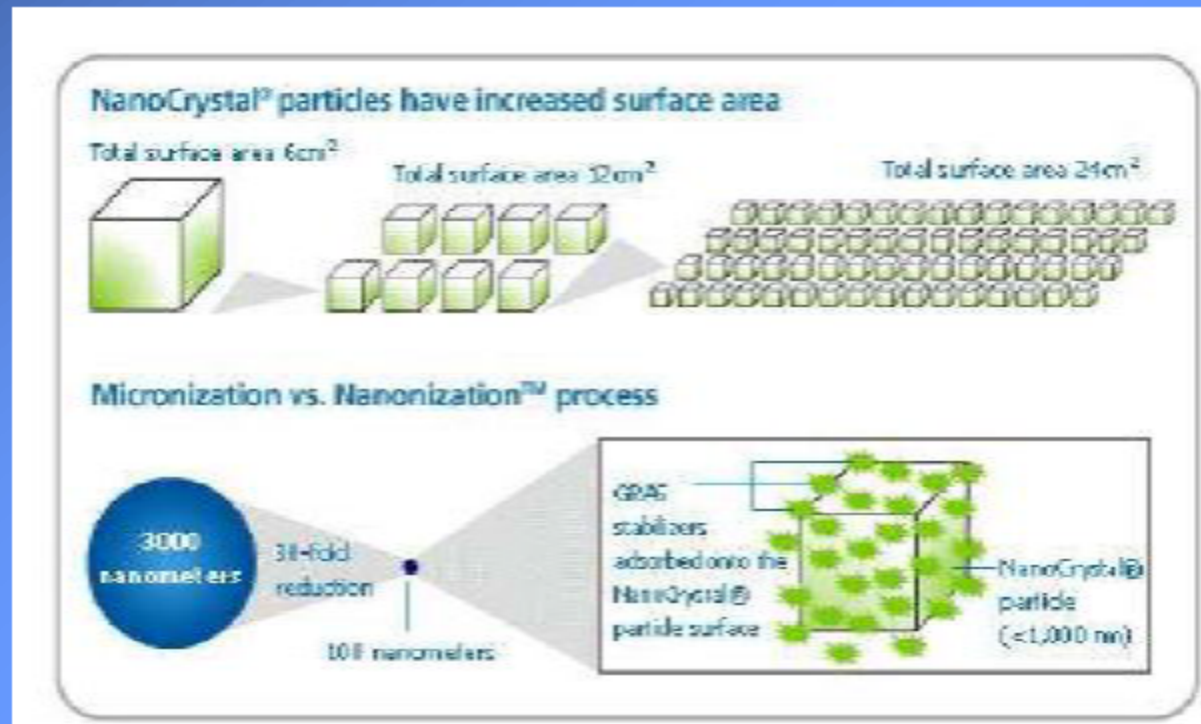 NanoCrystal® particles have increased surface area
Total surface area 6cm²
Total surface area 12cm²
Total surface area 24cm²
Micronization vs. Nanonization™ process
3000
nanometers
30-fold
reduction
100 nanometers
GRAS
stabilizers
adsorbed onto the
NanoCrystal®
particle surface
NanoCrystal®
particle
(<1,000 nm)